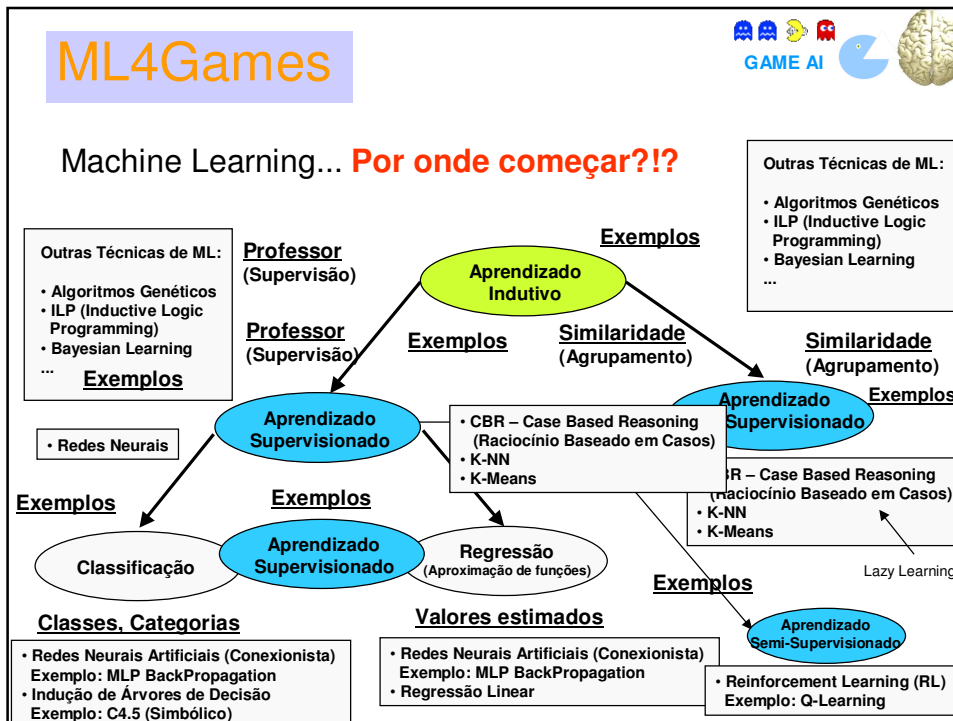 ML4Games
GAME AI
Machine Learning... Por onde começar?!?
Outras Técnicas de ML:
• Algoritmos Genéticos
• ILP (Inductive Logic
Programming)
• Bayesian Learning
...
Outras Técnicas de ML:
• Algoritmos Genéticos
• ILP (Inductive Logic
Programming)
• Bayesian Learning
...
Exemplos
Professor
(Supervisão)
Exemplos
Aprendizado
Indutivo
Professor
(Supervisão)
Exemplos
Similaridade
(Agrupamento)
Similaridade
(Agrupamento)
Aprendizado
Supervisionado
Exemplos
Aprendizado
Supervisionado
• CBR – Case Based Reasoning
(Raciocínio Baseado em Casos)
• K-NN
• K-Means
• Redes Neurais
BR – Case Based Reasoning
(Raciocínio Baseado em Casos)
• K-NN
• K-Means
Lazy Learning
Exemplos
Exemplos
Classificação
Aprendizado
Supervisionado
Regressão
(Aproximação de funções)
Exemplos
Classes, Categorias
Valores estimados
Aprendizado
Semi-Supervisionado
• Redes Neurais Artificiais (Conexionista)
Exemplo: MLP BackPropagation
• Indução de Árvores de Decisão
Exemplo: C4.5 (Simbólico)
• Redes Neurais Artificiais (Conexionista)
Exemplo: MLP BackPropagation
• Regressão Linear
• Reinforcement Learning (RL)
Exemplo: Q-Learning